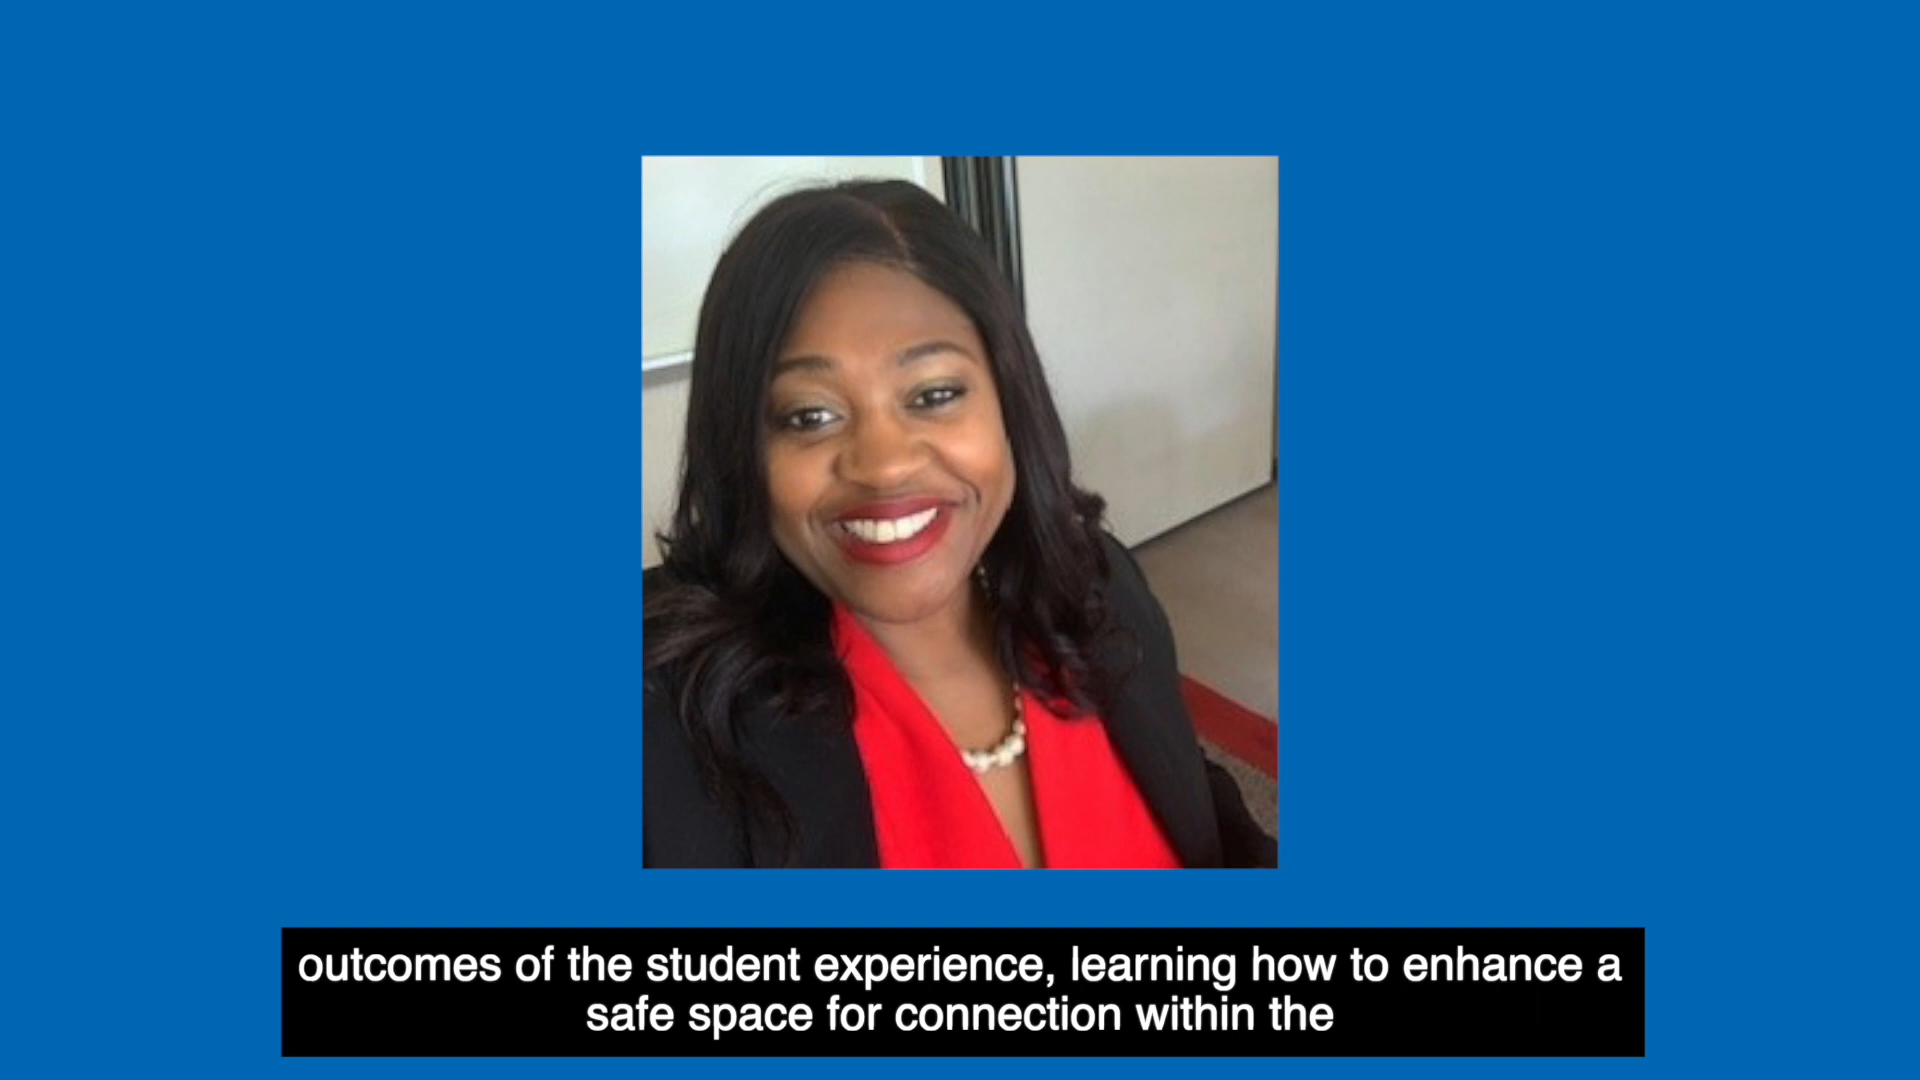 outcomes of the student experience, learning how to enhance a
safe space for connection within the